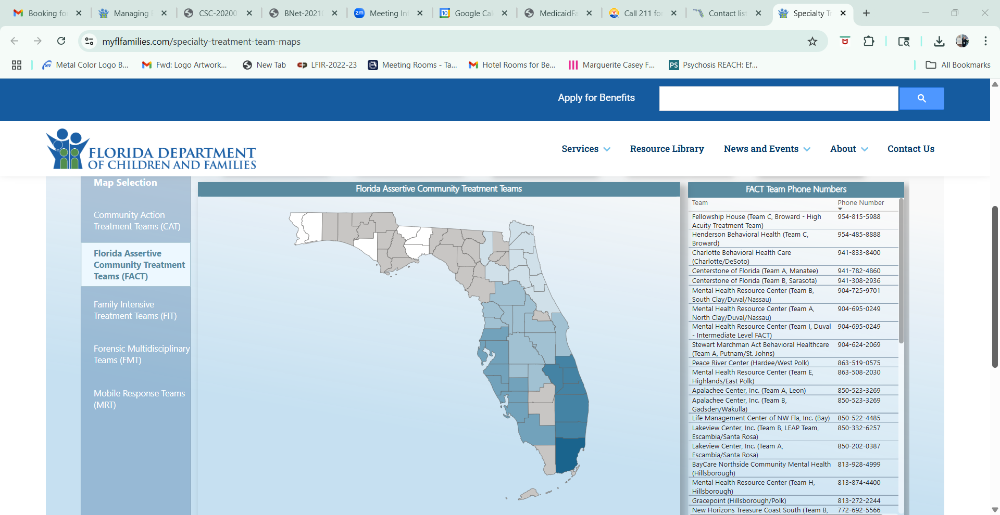 Booking fo
Managing
CSC-20200
BNet-2021
Meeting In
Google Cal
MedicaidFa
Call 211 fo
Contact list
Specialty Tr
myflfamilies.com/specialty-treatment-team-maps
Metal Color Logo B...
Fwd: Logo Artwork...
New Tab
LFIR-2022-23
Meeting Rooms - Ta...
Hotel Rooms for Be...
Marguerite Casey F...
PS
Psychosis REACH: Ef...
All Bookmarks
Apply for Benefits
FLORIDA DEPARTMENT
OF CHILDREN AND FAMILIES
Services
Resource Library
News and Events
About
Contact Us
Map Selection
Community Action
Treatment Teams (CAT)
Florida Assertive
Community Treatment
Teams (FACT)
Family Intensive
Treatment Teams (FIT)
Forensic Multidisciplinary
Teams (FMT)
Mobile Response Teams
(MRT)
Florida Assertive Community Treatment Teams
FACT Team Phone Numbers
Team Phone Number
Fellowship House (Team C, Broward - High 954-815-5988
Acuity Treatment Team)
Henderson Behavioral Health (Team C, 954-485-8888
Broward)
Charlotte Behavioral Health Care 941-833-8400
(Charlotte/DeSoto)
Centerstone of Florida (Team A, Manatee) 941-782-4860
Centerstone of Florida (Team B, Sarasota) 941-308-2936
Mental Health Resource Center (Team B, 904-725-9701
South Clay/Duval/Nassau)
Mental Health Resource Center (Team A, 904-695-0249
North Clay/Duval/Nassau)
Mental Health Resource Center (Team I, Duval 904-695-0249
- Intermediate Level FACT)
Stewart Marchman Act Behavioral Healthcare 904-624-2069
(Team A, Putnam/St. Johns)
Peace River Center (Hardee/West Polk) 863-519-0575
Mental Health Resource Center (Team E, 863-508-2030
Highlands/East Polk)
Apalachee Center, Inc. (Team A, Leon) 850-523-3269
Apalachee Center, Inc. (Team B, 850-523-3269
Gadsden/Wakulla)
Life Management Center of NW Fla, Inc. (Bay) 850-522-4485
Lakeview Center, Inc. (Team B, LEAP Team, 850-332-6257
Escambia/Santa Rosa)
Lakeview Center, Inc. (Team A, 850-202-0387
Escambia/Santa Rosa)
BayCare Northside Community Mental Health 813-928-4999
(Hillsborough)
Mental Health Resource Center (Team H, 813-874-4400
Hillsborough)
Gracepoint (Hillsborough/Polk) 813-272-2244
New Horizons Treasure Coast South (Team B, 772-692-5566